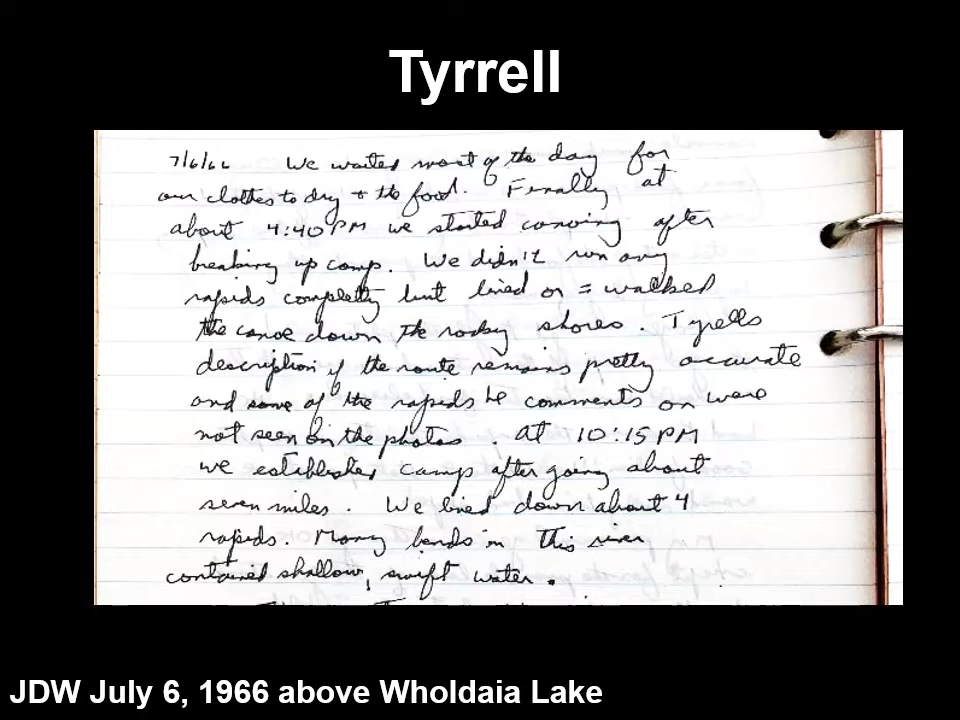 Tyrrell
7/6/66 We waited most of the day for
our clothes to dry & the food. Finally at
about 4:40 PM we started canoeing after
breaking up camp. We didn't run any
rapids completly but lined or = walked
the canoe down the rocky shores. Tyrells
description of the route remains pretty accurate
and some of the rapids he comments on were
not seen on the photos. At 10:15 PM
we established camp after going about
seven miles. We lined down about 4
rapids. Many bends in this river
contained shallow, swift water.
JDW July 6, 1966 above Wholdaia Lake